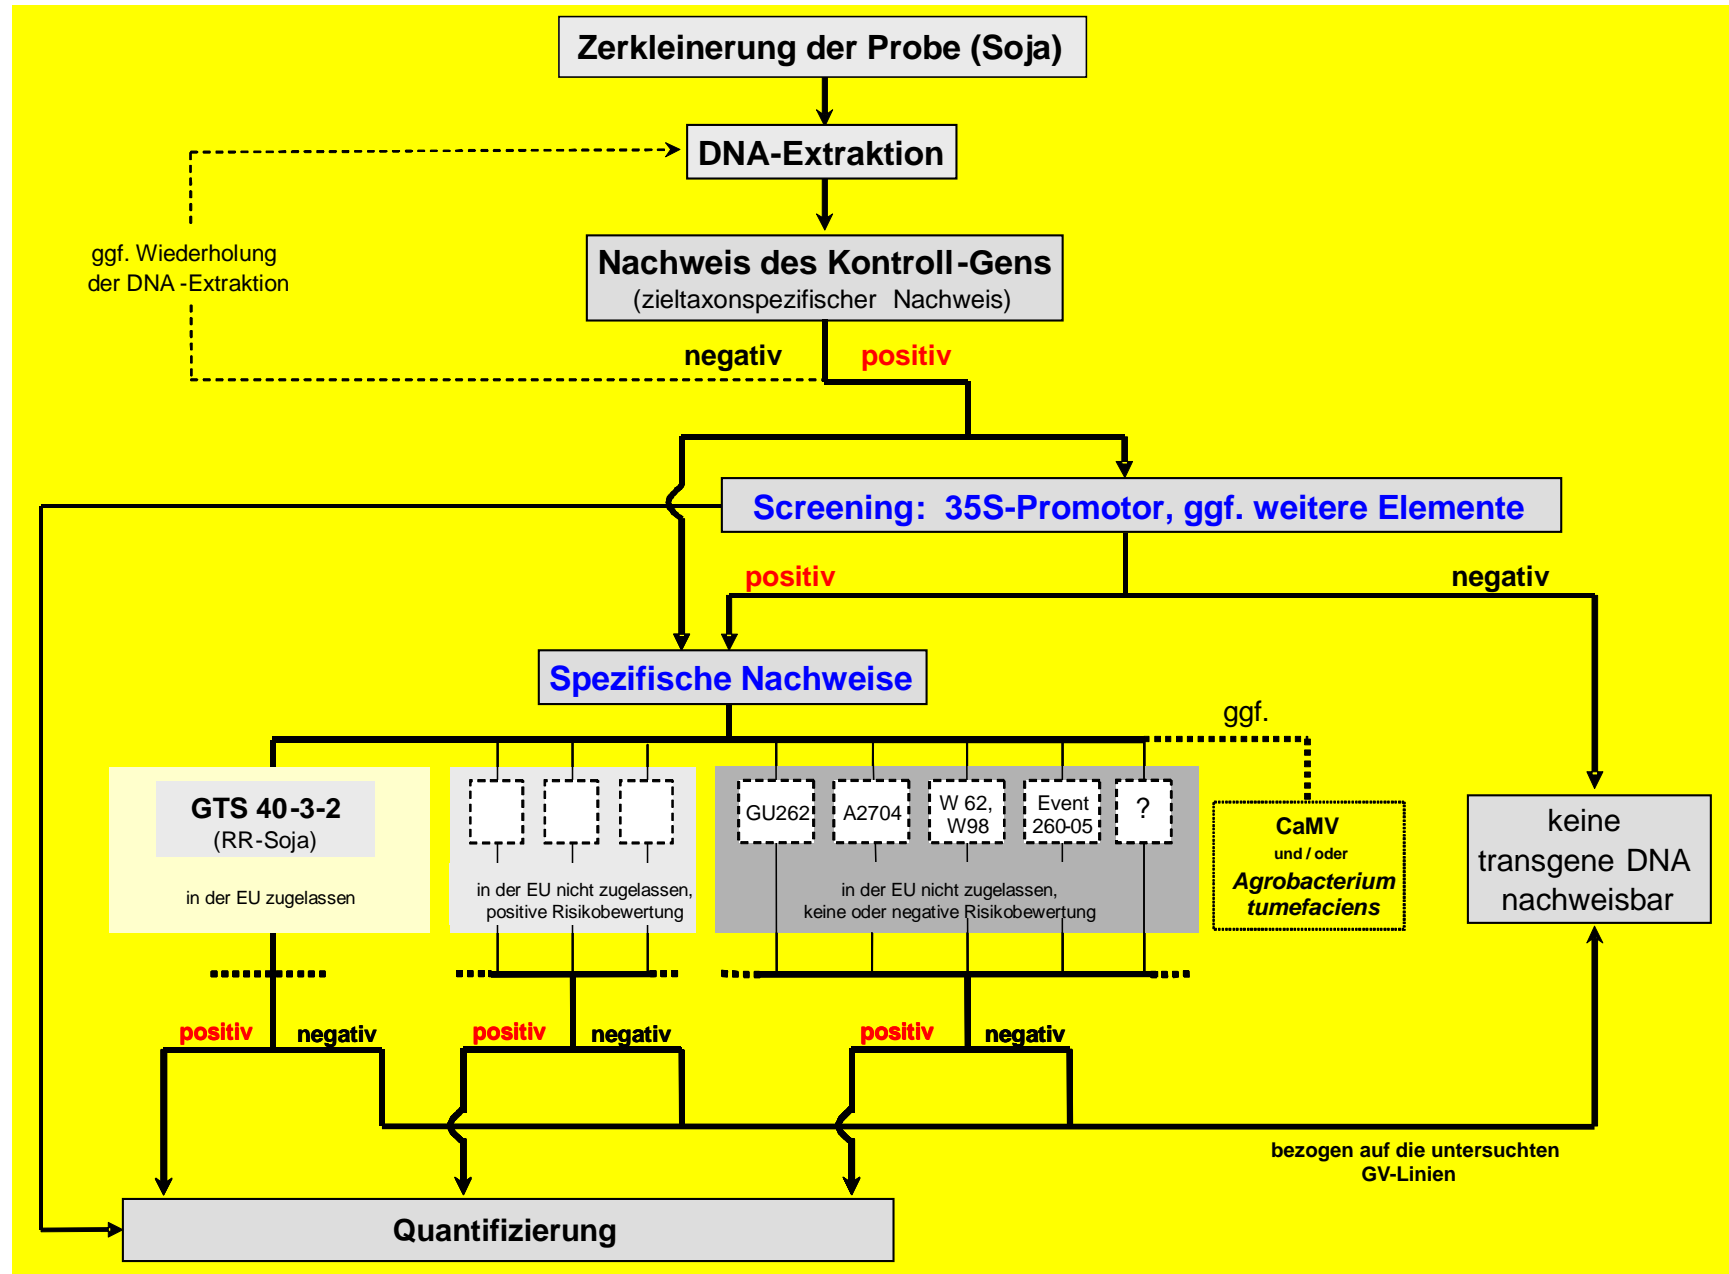 Zerkleinerung der Probe (Soja)
DNA-Extraktion
ggf. Wiederholung
der DNA -Extraktion
Nachweis des Kontroll-Gens
(zieltaxonspezifischer Nachweis)
negativ positiv
Screening: 35S-Promotor, ggf. weitere Elemente
positiv negativ
Spezifische Nachweise
ggf.
GTS 40-3-2
(RR-Soja)
in der EU zugelassen
in der EU nicht zugelassen,
positive Risikobewertung
GU262
A2704
W 62,
W98
Event
260-05
?
in der EU nicht zugelassen,
keine oder negative Risikobewertung
CaMV
und / oder
Agrobacterium
tumefaciens
keine
transgene DNA
nachweisbar
positiv negativ
positiv negativ
positiv negativ
bezogen auf die untersuchten
GV-Linien
Quantifizierung